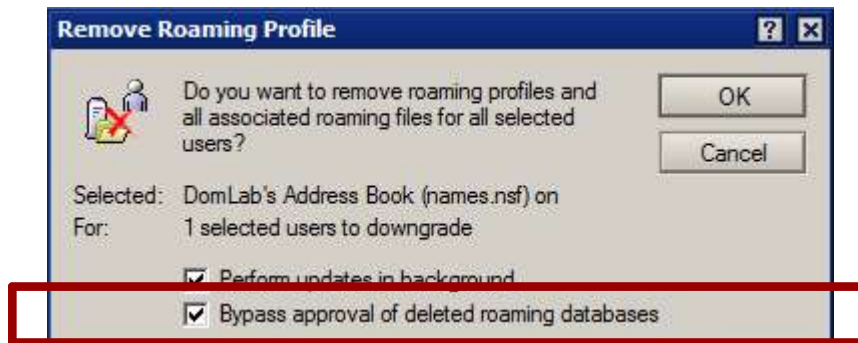 Remove Roaming Profile
Do you want to remove roaming profiles and
all associated roaming files for all selected
users?
OK
Cancel
Selected: DomLab's Address Book (names.nsf) on
For: 1 selected users to downgrade
Perform updates in background
Bypass approval of deleted roaming databases